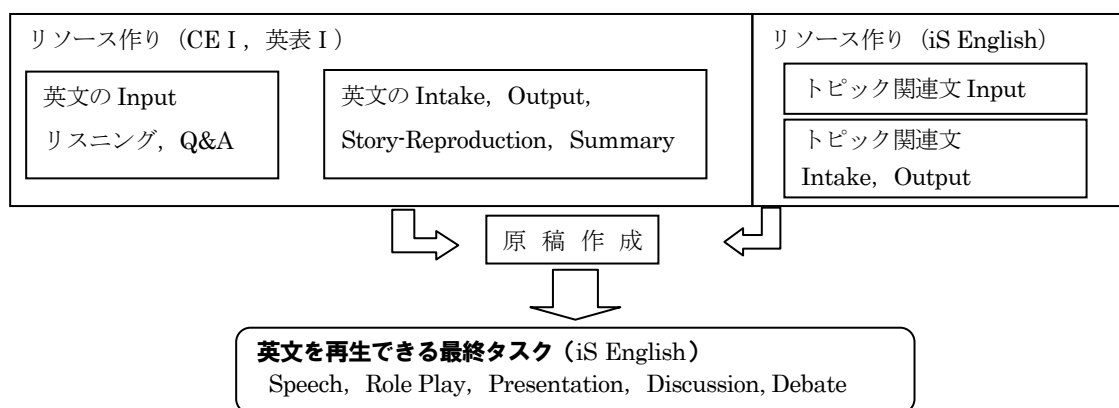 リソース作り（CEⅠ，英表Ⅰ）
英文の Input
リスニング，Q&A
英文の Intake，Output，
Story-Reproduction，Summary
リソース作り（iS English）
トピック関連文 Input
トピック関連文
Intake，Output
原 稿 作 成
英文を再生できる最終タスク（iS English）
Speech，Role Play，Presentation，Discussion, Debate